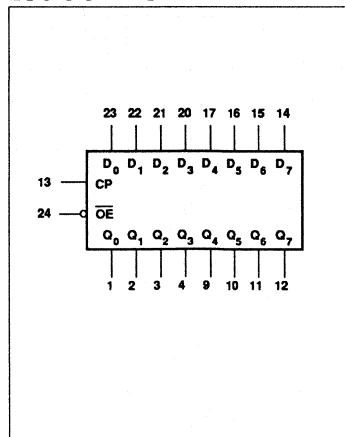 23 22 21 20 17 16 15 14
D0 D1 D2 D3 D4 D5 D6 D7
13 CP
24 OE
Q0 Q1 Q2 Q3 Q4 Q5 Q6 Q7
1 2 3 4 9 10 11 12